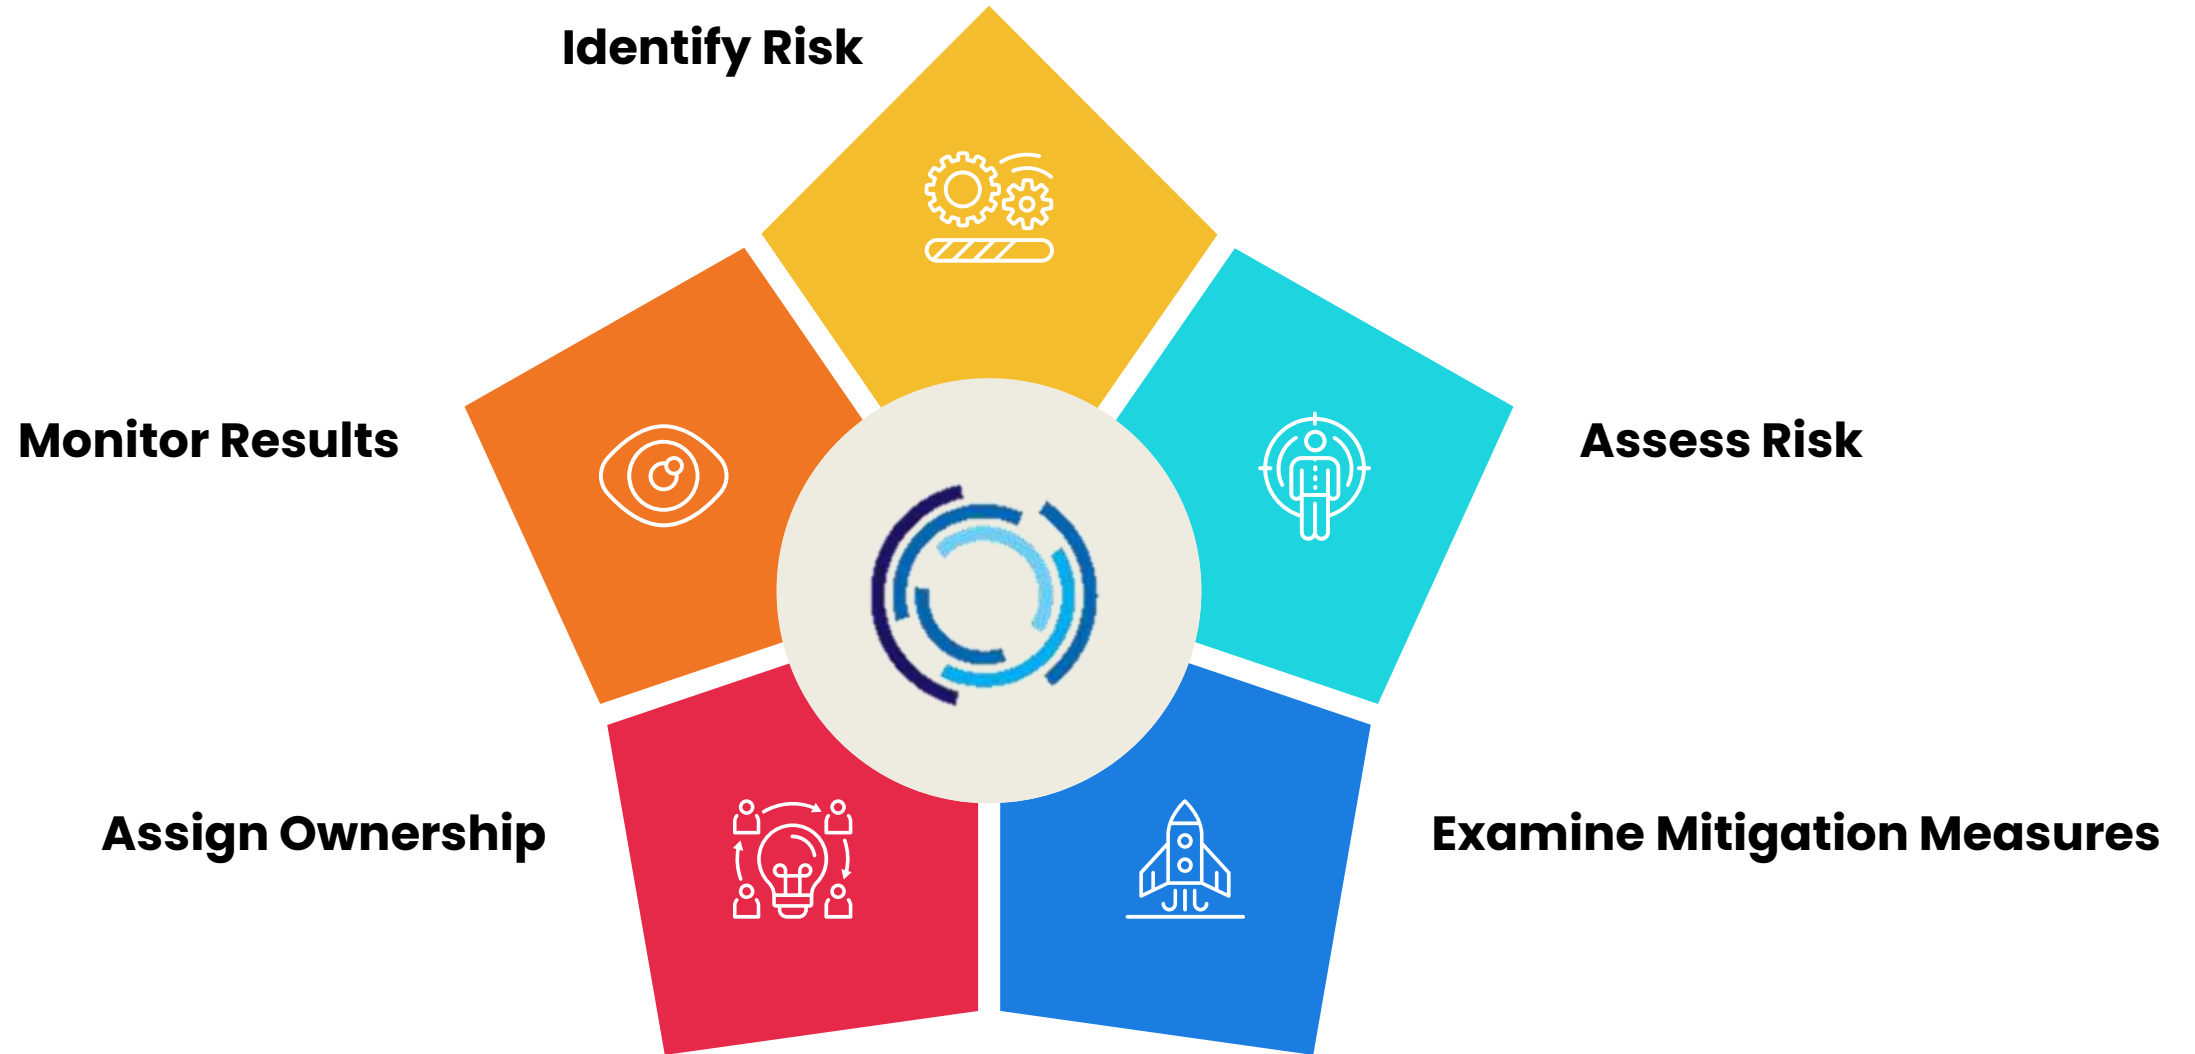 Identify Risk
Monitor Results
Assess Risk
Assign Ownership
Examine Mitigation Measures